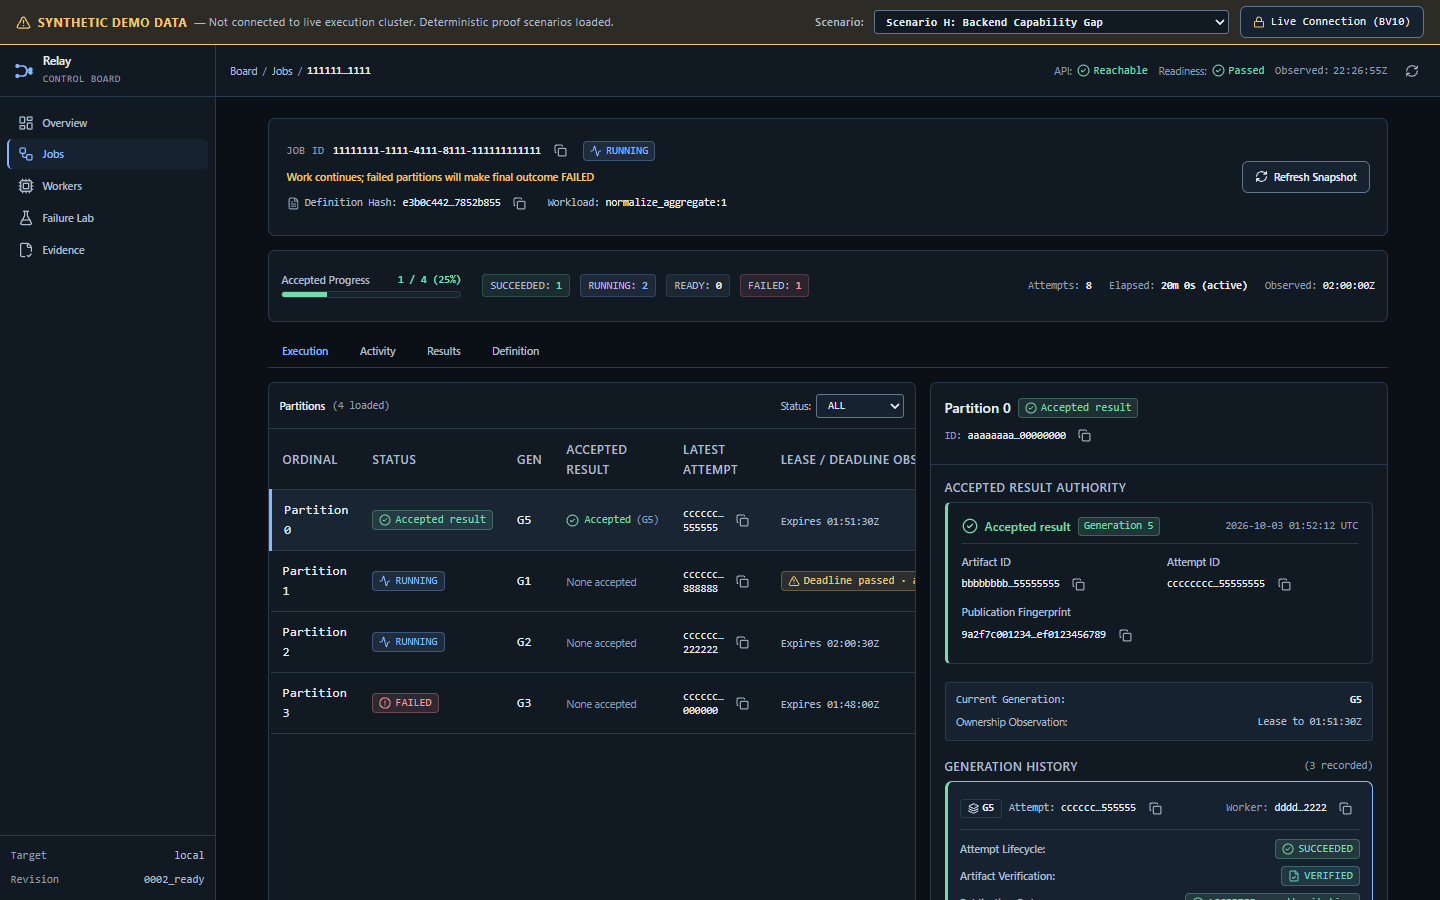 SYNTHETIC DEMO DATA — Not connected to live execution cluster. Deterministic proof scenarios loaded.
Scenario: Scenario H: Backend Capability Gap
Live Connection (BV10)
Relay
CONTROL BOARD
Board / Jobs / 111111…1111
API: Reachable Readiness: Passed Observed: 22:26:55Z
Overview
Jobs
Workers
Failure Lab
Evidence
Target local
Revision 0002_ready
JOB ID 11111111-1111-4111-8111-111111111111 RUNNING
Work continues; failed partitions will make final outcome FAILED
Definition Hash: e3b0c442…7852b855 Workload: normalize_aggregate:1
Refresh Snapshot
Accepted Progress 1 / 4 (25%)
SUCCEEDED: 1 RUNNING: 2 READY: 0 FAILED: 1
Attempts: 8 Elapsed: 20m 0s (active) Observed: 02:00:00Z
Execution Activity Results Definition
Partitions (4 loaded)
Status: ALL
ORDINAL STATUS GEN ACCEPTED RESULT LATEST ATTEMPT LEASE / DEADLINE OBS
Partition 0 Accepted result G5 Accepted (G5) cccccc…555555 Expires 01:51:30Z
Partition 1 RUNNING G1 None accepted cccccc…888888 Deadline passed ·
Partition 2 RUNNING G2 None accepted cccccc…222222 Expires 02:00:30Z
Partition 3 FAILED G3 None accepted cccccc…000000 Expires 01:48:00Z
Partition 0 Accepted result
ID: aaaaaaaa…00000000
ACCEPTED RESULT AUTHORITY
Accepted result Generation 5 2026-10-03 01:52:12 UTC
Artifact ID Attempt ID
bbbbbbbb…55555555 cccccccc…55555555
Publication Fingerprint
9a2f7c001234…ef0123456789
Current Generation: G5
Ownership Observation: Lease to 01:51:30Z
GENERATION HISTORY (3 recorded)
G5 Attempt: cccccc…555555 Worker: dddd…2222
Attempt Lifecycle: SUCCEEDED
Artifact Verification: VERIFIED